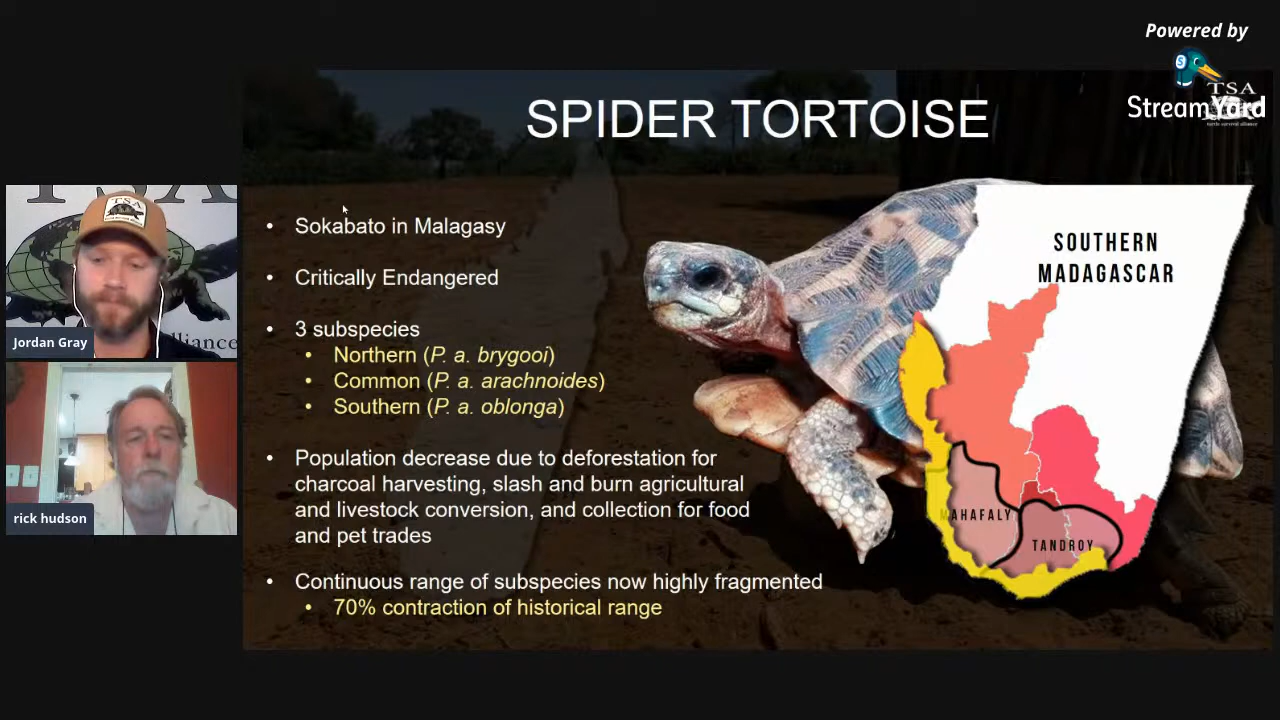 Powered by
StreamYard
TSA
SPIDER TORTOISE
• Sokabato in Malagasy
• Critically Endangered
• 3 subspecies
• Northern (P. a. brygooi)
• Common (P. a. arachnoides)
• Southern (P. a. oblonga)
• Population decrease due to deforestation for
charcoal harvesting, slash and burn agricultural
and livestock conversion, and collection for food
and pet trades
• Continuous range of subspecies now highly fragmented
• 70% contraction of historical range
SOUTHERN
MADAGASCAR
MAHAFALY
TANDROY
TSA
TSA
Jordan Gray
rick hudson